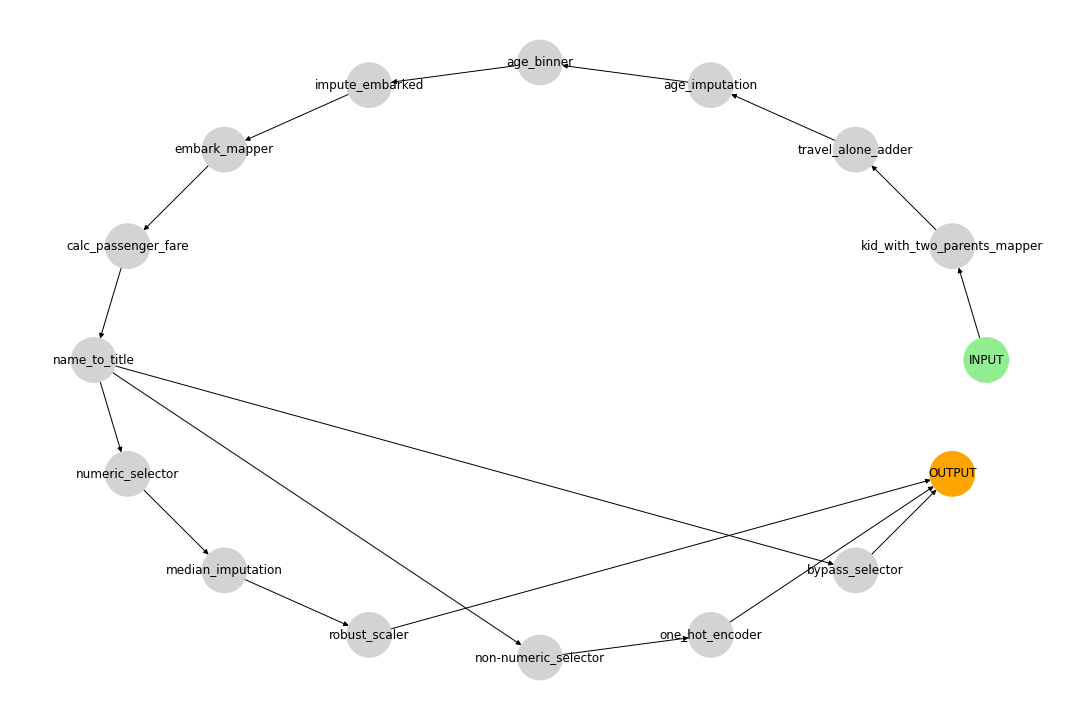 age_binner
impute_embarked
age_imputation
embark_mapper
travel_alone_adder
calc_passenger_fare
kid_with_two_parents_mapper
name_to_title
INPUT
numeric_selector
OUTPUT
median_imputation
bypass_selector
robust_scaler
one_hot_encoder
non-numeric_selector